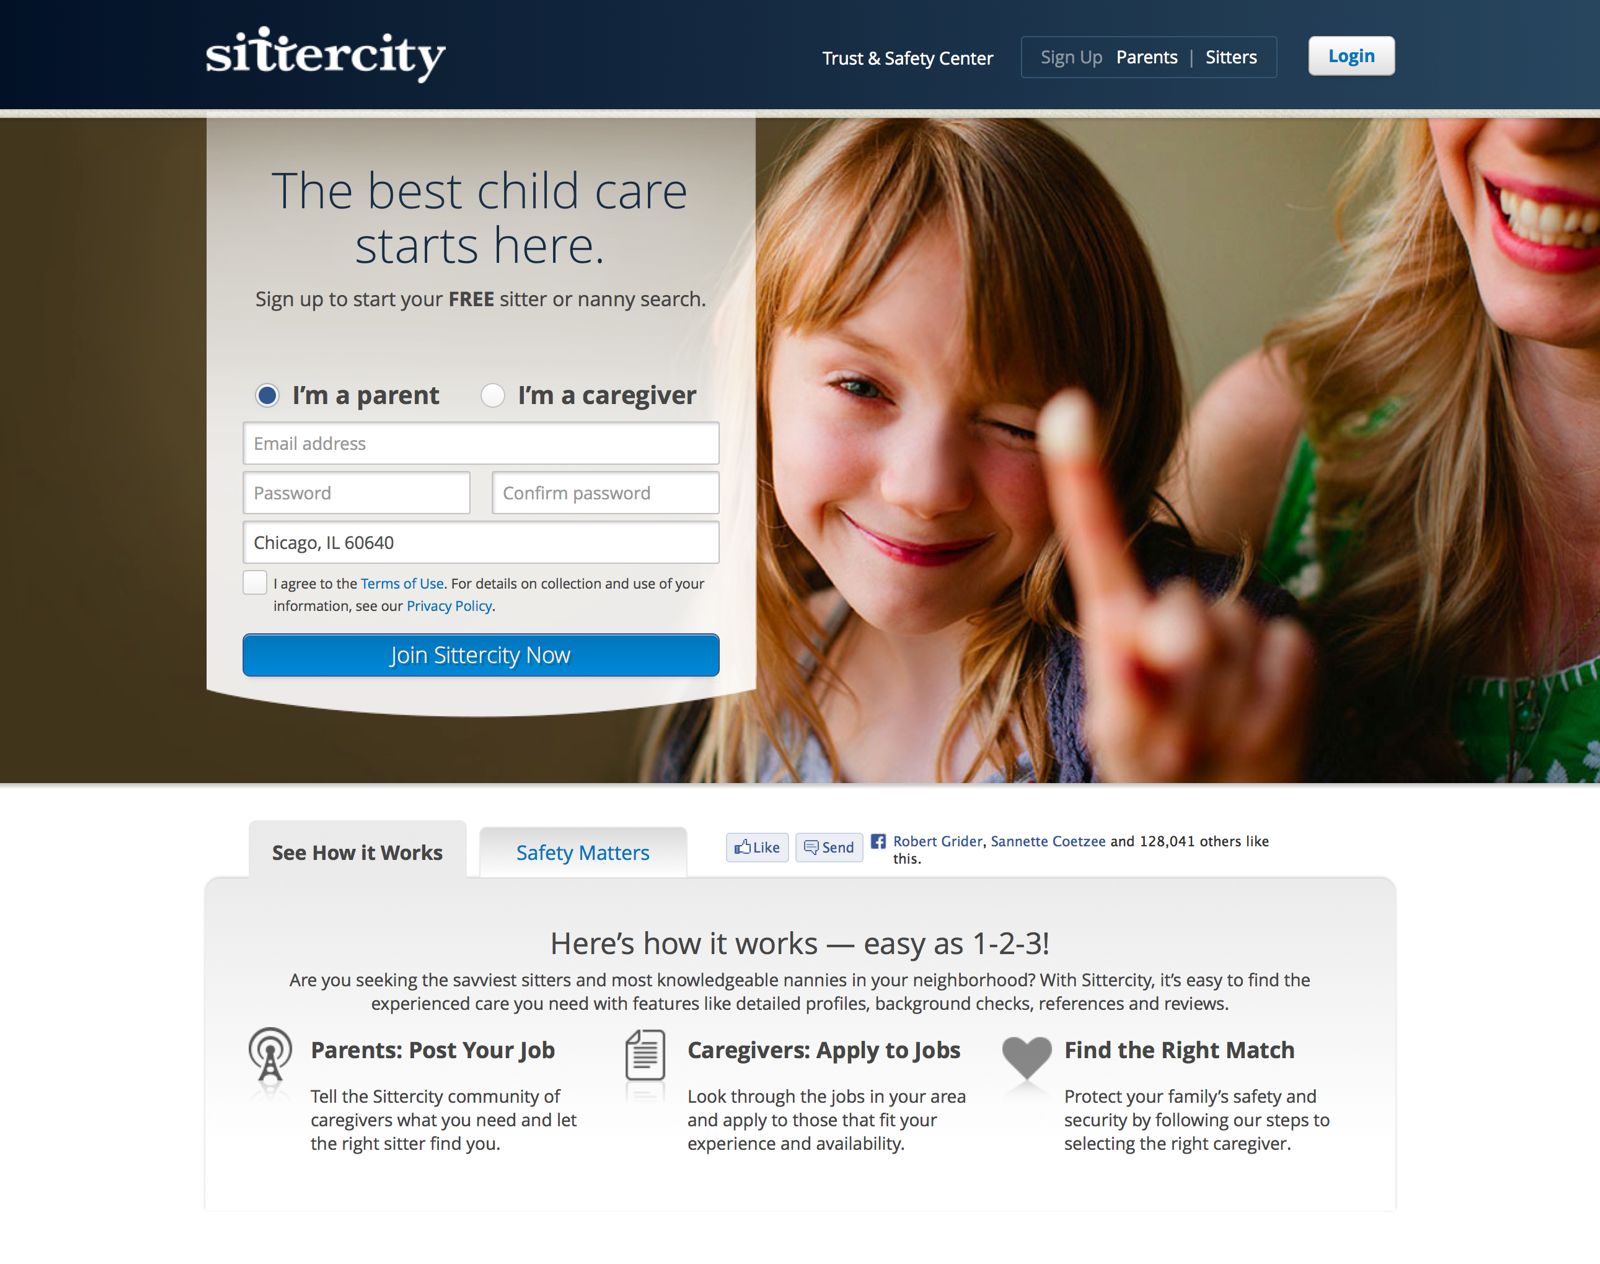 sittercity
Trust & Safety Center
Sign Up Parents | Sitters
Login
The best child care
starts here.
Sign up to start your FREE sitter or nanny search.
I'm a parent
I'm a caregiver
Email address
Password
Confirm password
Chicago, IL 60640
I agree to the Terms of Use. For details on collection and use of your
information, see our Privacy Policy.
Join Sittercity Now
See How it Works
Safety Matters
Like
Send
Robert Grider, Sannette Coetzee and 128,041 others like
this.
Here's how it works — easy as 1-2-3!
Are you seeking the savviest sitters and most knowledgeable nannies in your neighborhood? With Sittercity, it's easy to find the
experienced care you need with features like detailed profiles, background checks, references and reviews.
Parents: Post Your Job
Tell the Sittercity community of
caregivers what you need and let
the right sitter find you.
Caregivers: Apply to Jobs
Look through the jobs in your area
and apply to those that fit your
experience and availability.
Find the Right Match
Protect your family's safety and
security by following our steps to
selecting the right caregiver.